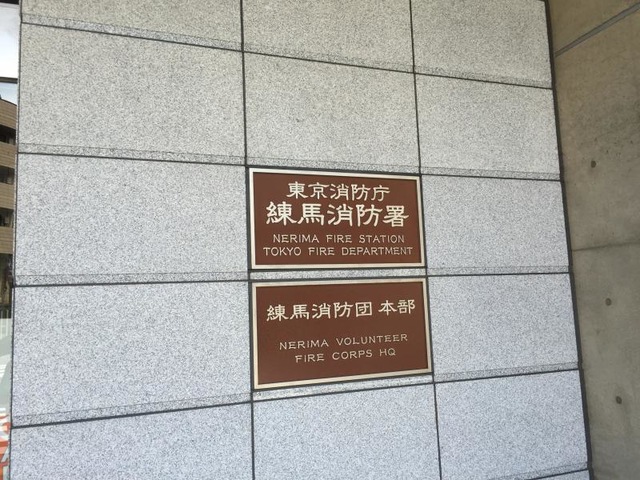 東京消防庁
練馬消防署
NERIMA FIRE STATION
TOKYO FIRE DEPARTMENT
練馬消防団 本部
NERIMA VOLUNTEER
FIRE CORPS HQ